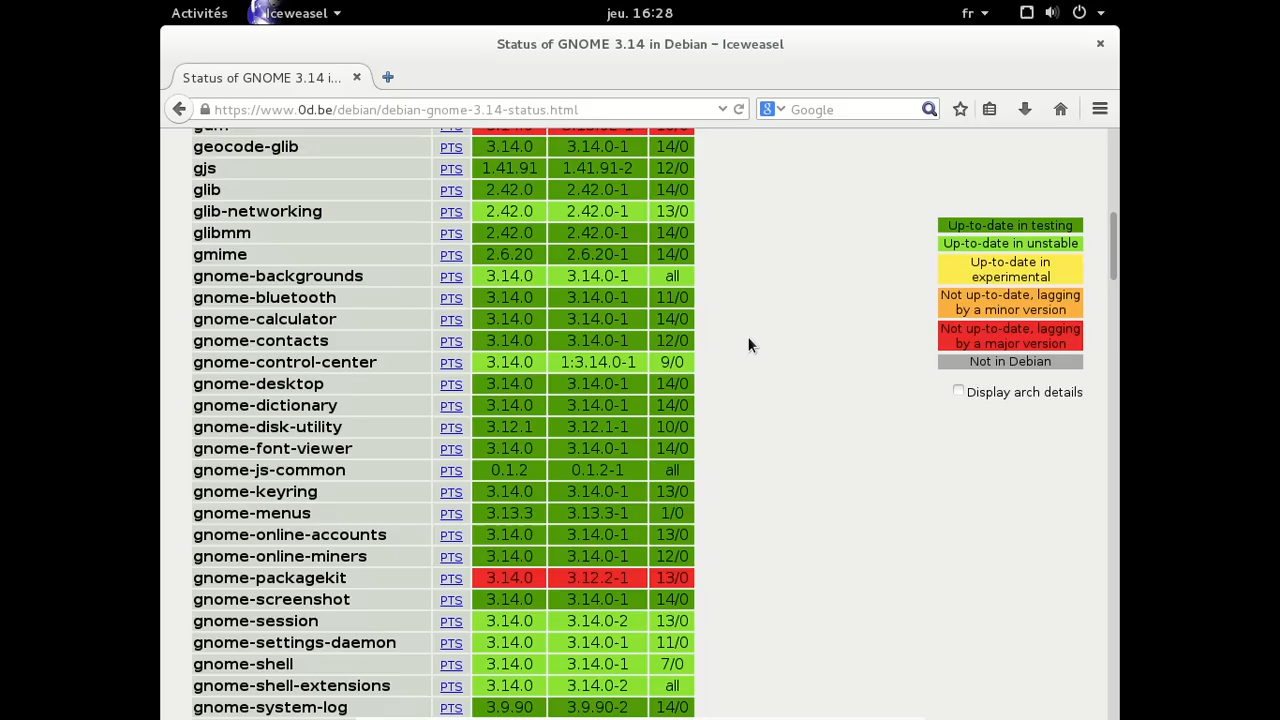 Activités Iceweasel jeu. 16:28 fr
Status of GNOME 3.14 in Debian – Iceweasel
Status of GNOME 3.14 i...
https://www.0d.be/debian/debian-gnome-3.14-status.html Google
geocode-glib PTS 3.14.0 3.14.0-1 14/0
gjs PTS 1.41.91 1.41.91-2 12/0
glib PTS 2.42.0 2.42.0-1 14/0
glib-networking PTS 2.42.0 2.42.0-1 13/0
glibmm PTS 2.42.0 2.42.0-1 14/0
gmime PTS 2.6.20 2.6.20-1 14/0
gnome-backgrounds PTS 3.14.0 3.14.0-1 all
gnome-bluetooth PTS 3.14.0 3.14.0-1 11/0
gnome-calculator PTS 3.14.0 3.14.0-1 14/0
gnome-contacts PTS 3.14.0 3.14.0-1 12/0
gnome-control-center PTS 3.14.0 1:3.14.0-1 9/0
gnome-desktop PTS 3.14.0 3.14.0-1 14/0
gnome-dictionary PTS 3.14.0 3.14.0-1 14/0
gnome-disk-utility PTS 3.12.1 3.12.1-1 10/0
gnome-font-viewer PTS 3.14.0 3.14.0-1 14/0
gnome-js-common PTS 0.1.2 0.1.2-1 all
gnome-keyring PTS 3.14.0 3.14.0-1 13/0
gnome-menus PTS 3.13.3 3.13.3-1 1/0
gnome-online-accounts PTS 3.14.0 3.14.0-1 13/0
gnome-online-miners PTS 3.14.0 3.14.0-1 12/0
gnome-packagekit PTS 3.14.0 3.12.2-1 13/0
gnome-screenshot PTS 3.14.0 3.14.0-1 14/0
gnome-session PTS 3.14.0 3.14.0-2 13/0
gnome-settings-daemon PTS 3.14.0 3.14.0-1 11/0
gnome-shell PTS 3.14.0 3.14.0-1 7/0
gnome-shell-extensions PTS 3.14.0 3.14.0-2 all
gnome-system-log PTS 3.9.90 3.9.90-2 14/0
Up-to-date in testing
Up-to-date in unstable
Up-to-date in
experimental
Not up-to-date, lagging
by a minor version
Not up-to-date, lagging
by a major version
Not in Debian
Display arch details